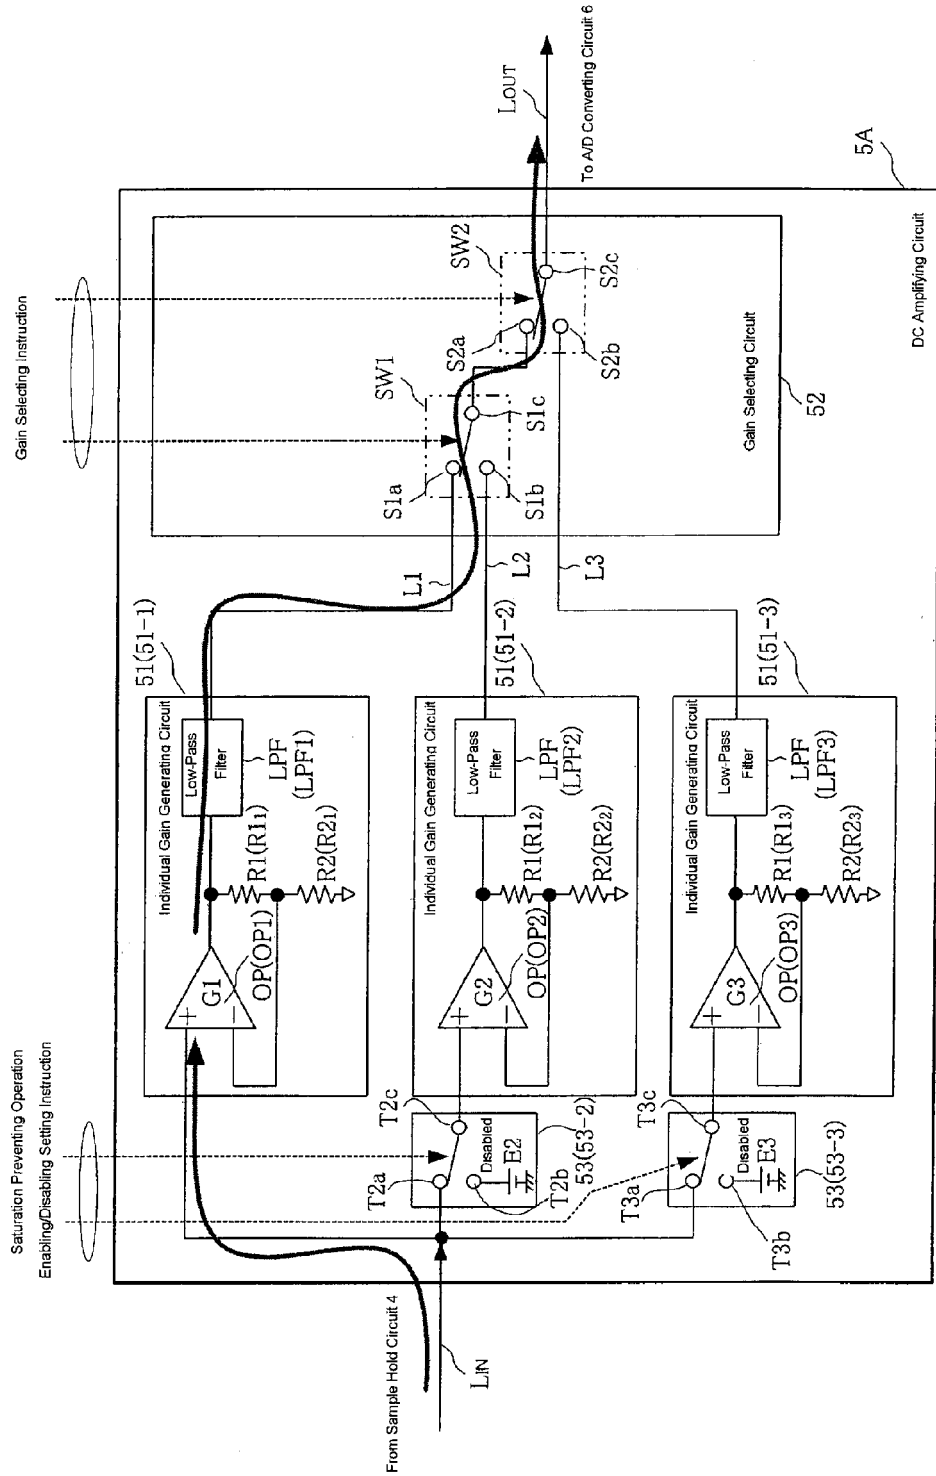 Saturation Preventing Operation
Enabling/Disabling Setting Instruction
Gain Selecting Instruction
From Sample Hold Circuit 4
LIN
T2a
T2b
T2c
Disabled
E2
53(53-2)
T3a
T3b
T3c
Disabled
E3
53(53-3)
51(51-1)
Individual Gain Generating Circuit
+
G1
−
OP(OP1)
R1(R11)
R2(R21)
Low-Pass
Filter
LPF
(LPF1)
51(51-2)
Individual Gain Generating Circuit
+
G2
−
OP(OP2)
R1(R12)
R2(R22)
Low-Pass
Filter
LPF
(LPF2)
51(51-3)
Individual Gain Generating Circuit
+
G3
−
OP(OP3)
R1(R13)
R2(R23)
Low-Pass
Filter
LPF
(LPF3)
L1
L2
L3
SW1
S1a
S1b
S1c
SW2
S2a
S2b
S2c
Gain Selecting Circuit
52
LOUT
To A/D Converting Circuit 6
5A
DC Amplifying Circuit